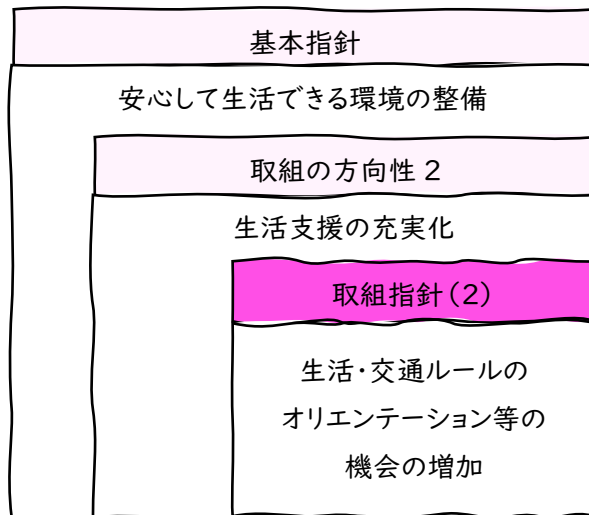 基本指針
安心して生活できる環境の整備
取組の方向性2
生活支援の充実化
取組指針(2)
生活・交通ルールの
オリエンテーション等の
機会の増加